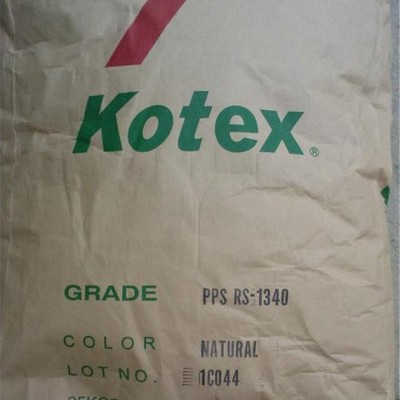 Kotex®
GRADE PPS RS-1340
COLOR NATURAL
LOT NO. 1C044